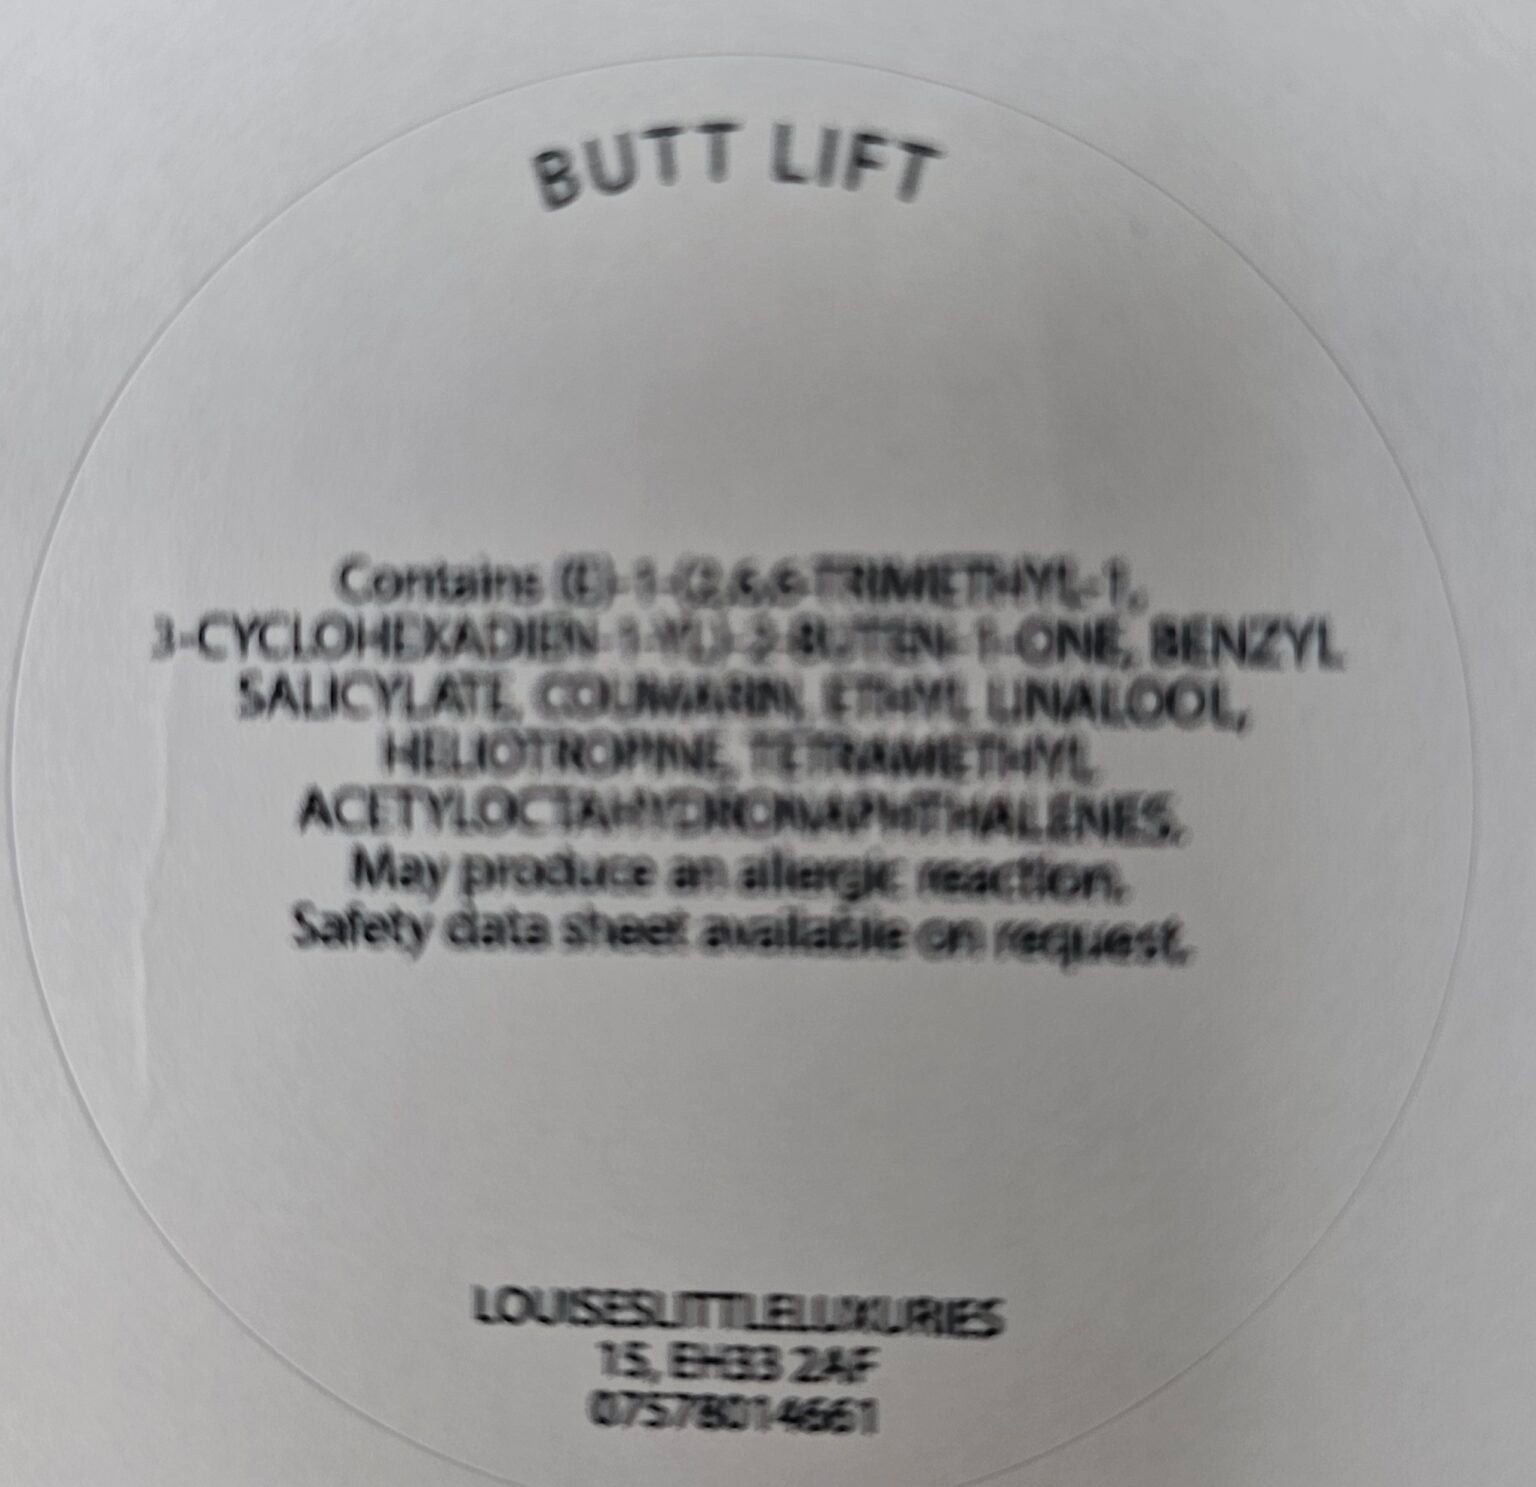 BUTT LIFT
Contains (E)-1-(2,6,6-TRIMETHYL-1,
3-CYCLOHEXADIEN-1-YL)-2-BUTEN-1-ONE, BENZYL
SALICYLATE, COUMARIN, ETHYL LINALOOL,
HELIOTROPINE, TETRAMETHYL
ACETYLOCTAHYDRONAPHTHALENES.
May produce an allergic reaction.
Safety data sheet available on request.
LOUISESLITTLELUXURIES
15, EH33 2AF
07578014661